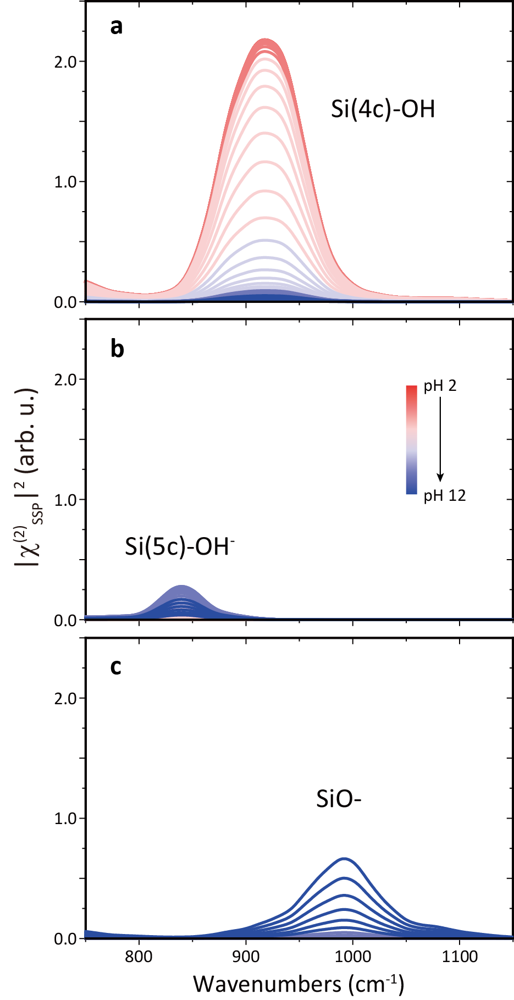 a
Si(4c)-OH
2.0
1.0
0.0
b
pH 2
pH 12
Si(5c)-OH⁻
2.0
1.0
0.0
|χ⁽²⁾SSP|² (arb. u.)
c
SiO-
2.0
1.0
0.0
800 900 1000 1100
Wavenumbers (cm⁻¹)